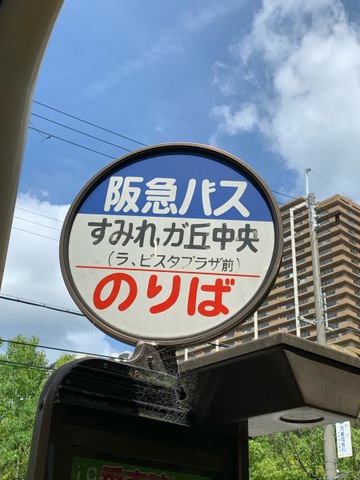 阪急バス
すみれガ丘中央
(ラ、ビスタプラザ前)
のりば